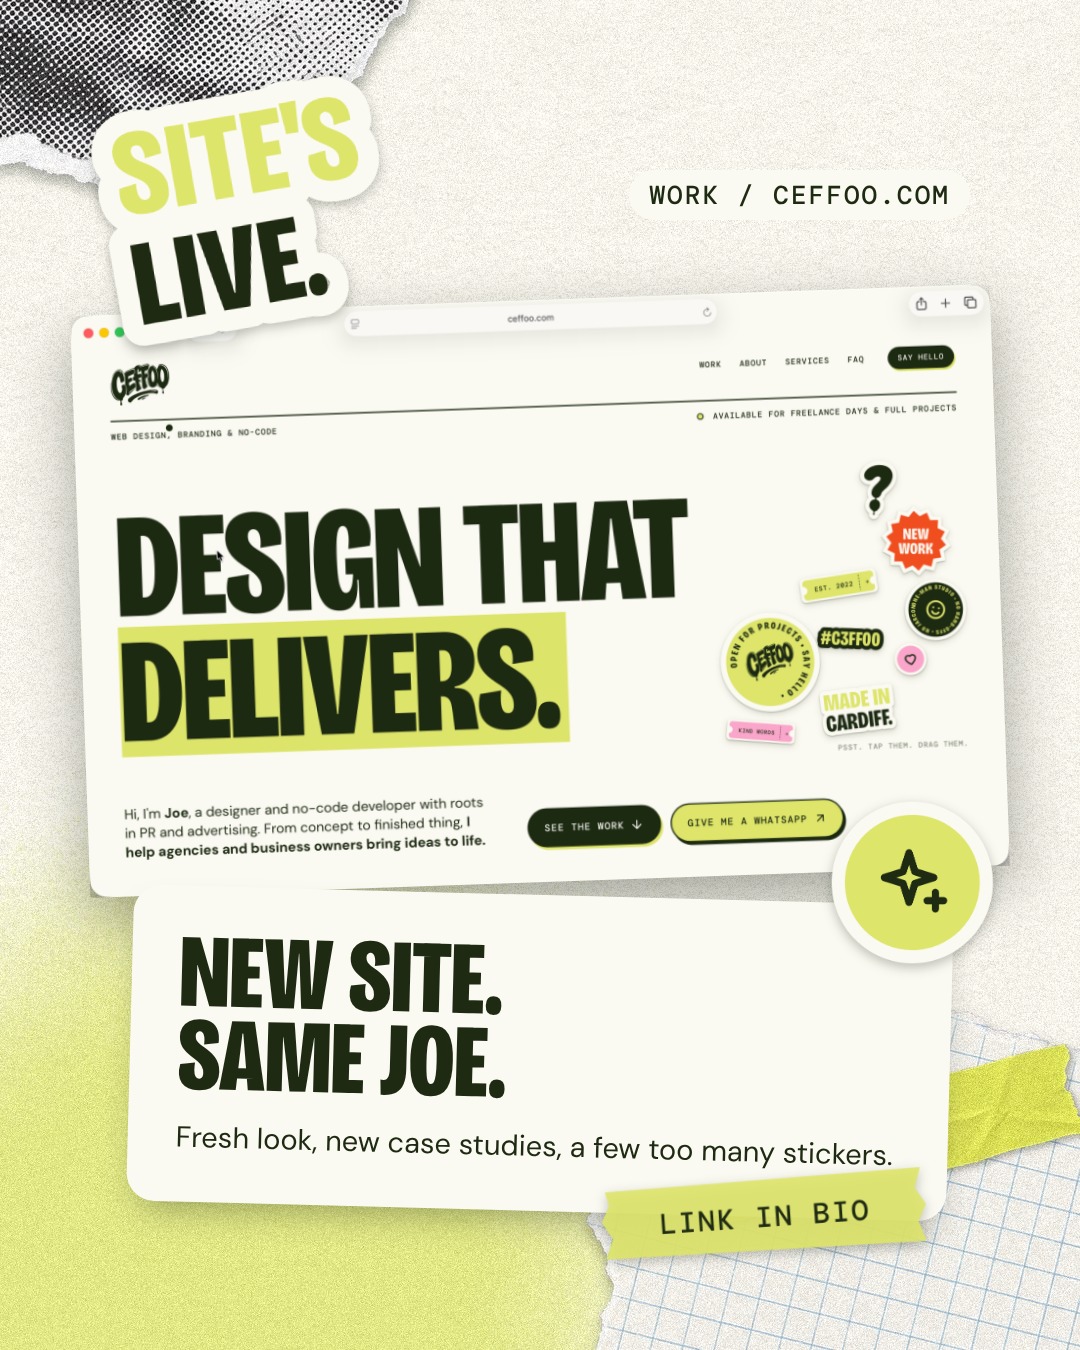 SITE'S
LIVE.
WORK / CEFFOO.COM
ceffoo.com
CEFFOO
WORK ABOUT SERVICES FAQ SAY HELLO
WEB DESIGN, BRANDING & NO-CODE
AVAILABLE FOR FREELANCE DAYS & FULL PROJECTS
DESIGN THAT
DELIVERS.
?
NEW
WORK
EST. 2022
#C3FF00
OPEN FOR PROJECTS • SAY HELLO •
CEFFOO
MADE IN
CARDIFF.
KIND WORDS
PSST. TAP THEM. DRAG THEM.
Hi, I'm Joe, a designer and no-code developer with roots
in PR and advertising. From concept to finished thing, I
help agencies and business owners bring ideas to life.
SEE THE WORK ↓
GIVE ME A WHATSAPP ↗
NEW SITE.
SAME JOE.
Fresh look, new case studies, a few too many stickers.
LINK IN BIO